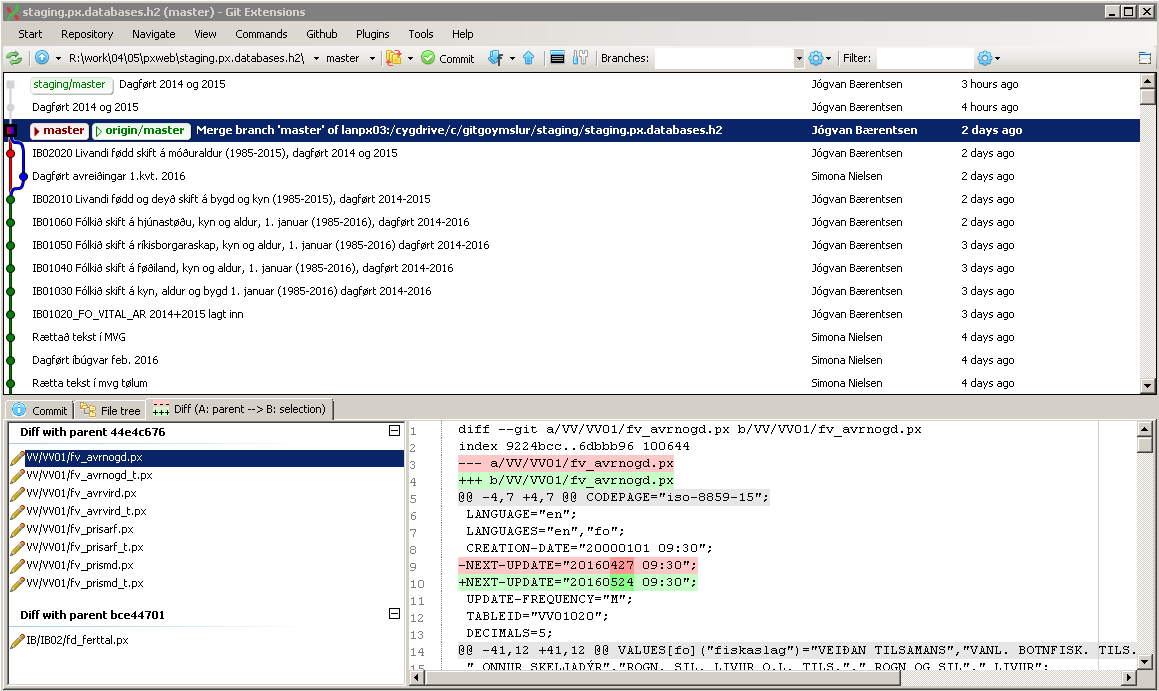 staging.px.databases.h2 (master) - Git Extensions
Start Repository Navigate View Commands Github Plugins Tools Help
R:\work\04\05\pxweb\staging.px.databases.h2\ master Commit Branches: Filter:
staging/master Dagført 2014 og 2015 Jógvan Bærentsen 3 hours ago
Dagført 2014 og 2015 Jógvan Bærentsen 4 hours ago
master origin/master Merge branch 'master' of lanpx03:/cygdrive/c/gitgoymslur/staging/staging.px.databases.h2 Jógvan Bærentsen 2 days ago
IB02020 Livandi fødd skift á móðuraldur (1985-2015), dagført 2014 og 2015 Jógvan Bærentsen 2 days ago
Dagført avreiðingar 1.kvt. 2016 Simona Nielsen 2 days ago
IB02010 Livandi fødd og deyð skift á bygd og kyn (1985-2015), dagført 2014-2015 Jógvan Bærentsen 2 days ago
IB01060 Fólkið skift á hjúnastøðu, kyn og aldur, 1. januar (1985-2016), dagført 2014-2016 Jógvan Bærentsen 2 days ago
IB01050 Fólkið skift á ríkisborgaraskap, kyn og aldur, 1. januar (1985-2016) dagført 2014-2016 Jógvan Bærentsen 3 days ago
IB01040 Fólkið skift á føðiland, kyn og aldur, 1. januar (1985-2016), dagført 2014-2016 Jógvan Bærentsen 3 days ago
IB01030 Fólkið skift á kyn, aldur og bygd 1. januar (1985-2016) dagført 2014-2016 Jógvan Bærentsen 3 days ago
IB01020_FO_VITAL_AR 2014+2015 lagt inn Jógvan Bærentsen 3 days ago
Rættað tekst í MVG Simona Nielsen 4 days ago
Dagført íbúgvar feb. 2016 Simona Nielsen 4 days ago
Rætta tekst í mvg tølum Simona Nielsen 4 days ago
Commit File tree Diff (A: parent --> B: selection)
Diff with parent 44e4c676
VV/VV01/fv_avrnogd.px
VV/VV01/fv_avrnogd_t.px
VV/VV01/fv_avrvird.px
VV/VV01/fv_avrvird_t.px
VV/VV01/fv_prisarf.px
VV/VV01/fv_prisarf_t.px
VV/VV01/fv_prismd.px
VV/VV01/fv_prismd_t.px
Diff with parent bce44701
IB/IB02/fd_ferttal.px
1 diff --git a/VV/VV01/fv_avrnogd.px b/VV/VV01/fv_avrnogd.px
2 index 9224bcc..6dbbb96 100644
3 --- a/VV/VV01/fv_avrnogd.px
4 +++ b/VV/VV01/fv_avrnogd.px
5 @@ -4,7 +4,7 @@ CODEPAGE="iso-8859-15";
6 LANGUAGE="en";
7 LANGUAGES="en","fo";
8 CREATION-DATE="20000101 09:30";
9 -NEXT-UPDATE="20160427 09:30";
10 +NEXT-UPDATE="20160524 09:30";
11 UPDATE-FREQUENCY="M";
12 TABLEID="VV01020";
13 DECIMALS=5;
14 @@ -41,12 +41,12 @@ VALUES[fo]("fiskaslag")="VEIÐAN TILSAMANS","VANL. BOTNFISK. TILS.
15 " ONNUR SKELJADÝR","ROGN, SIL, LIVUR O.L. TILS."," ROGN OG SIL"," LIVUR";